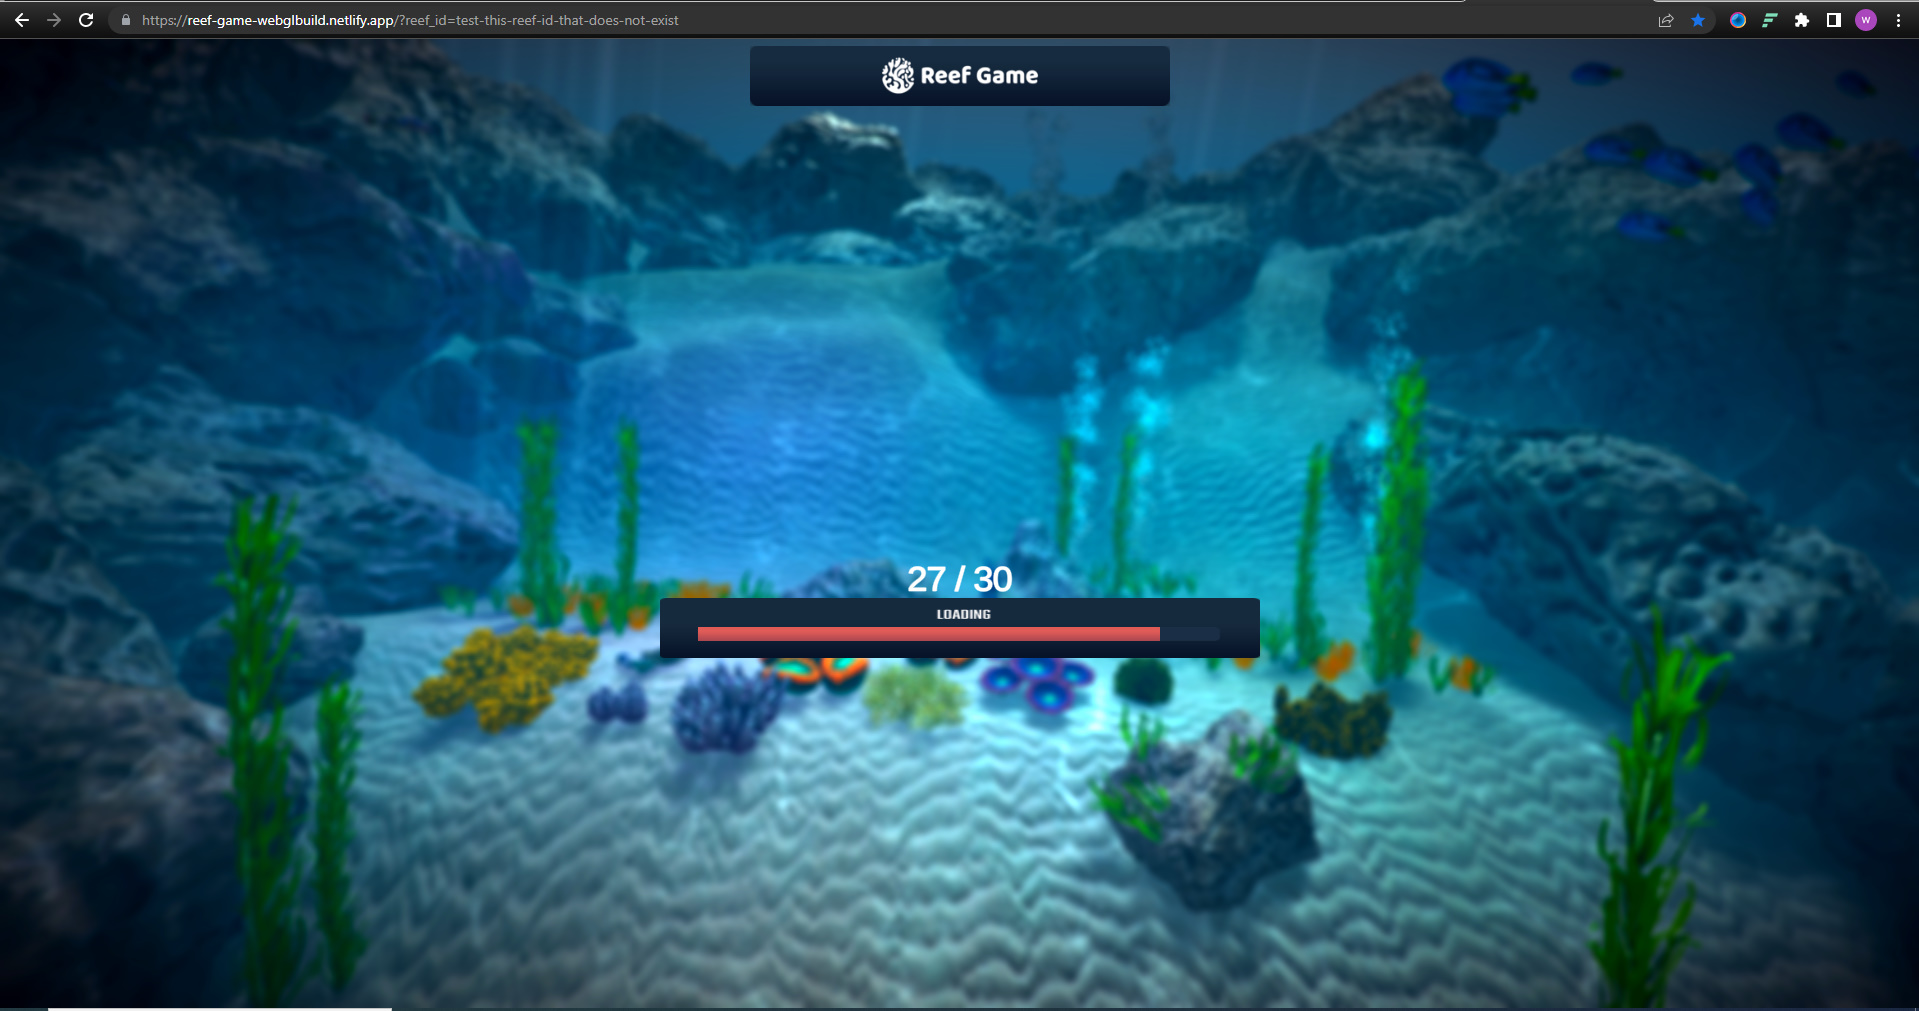 https://reef-game-webglbuild.netlify.app/?reef_id=test-this-reef-id-that-does-not-exist
W
Reef Game
27 / 30
LOADING